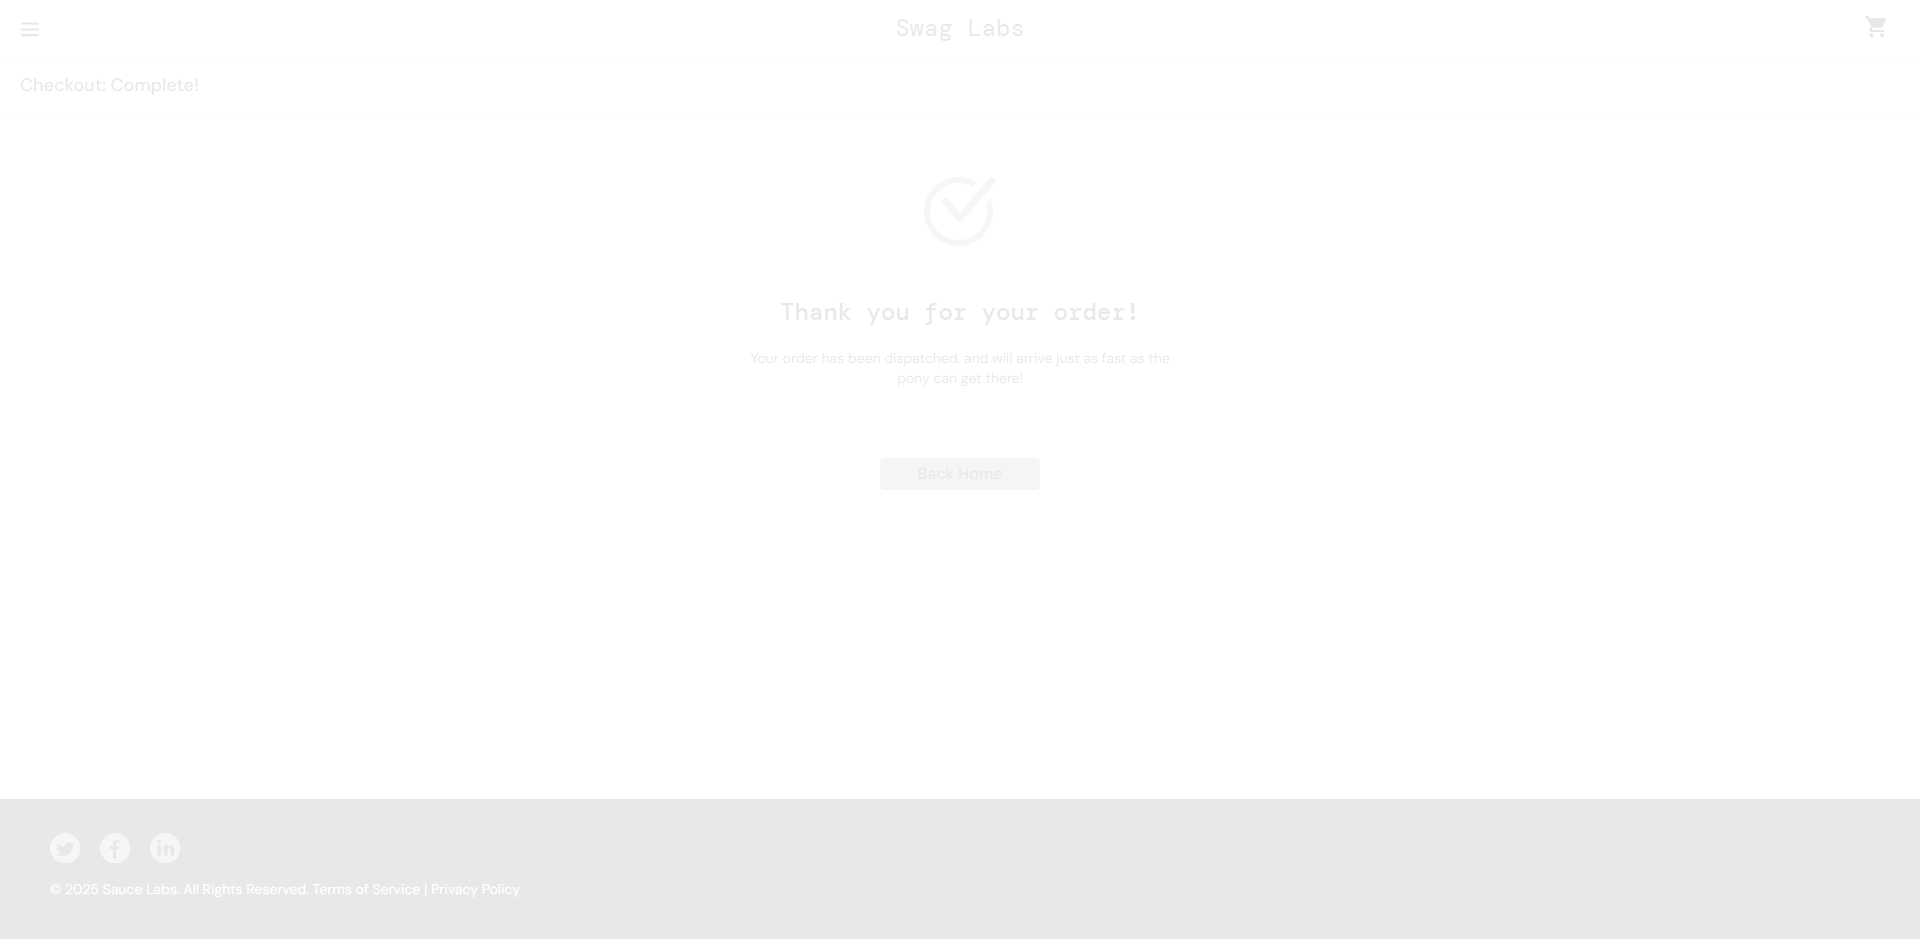 Swag Labs
Checkout: Complete!
Thank you for your order!
Your order has been dispatched, and will arrive just as fast as the
pony can get there!
Back Home
© 2025 Sauce Labs. All Rights Reserved. Terms of Service | Privacy Policy